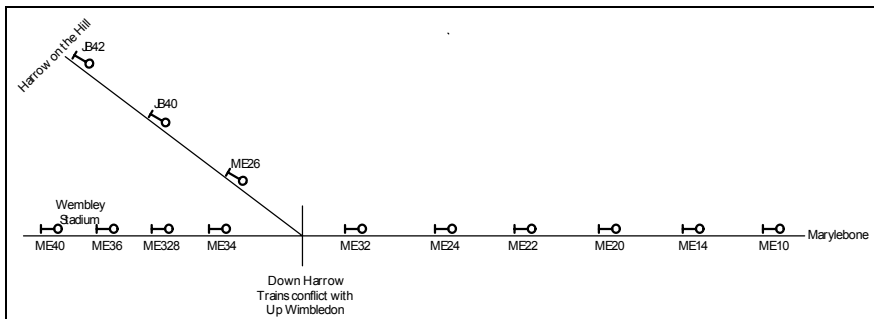 Harrow on the Hill
JB42
JB40
ME26
Wembley
Stadium
ME40
ME36
ME328
ME34
ME32
ME24
ME22
ME20
ME14
ME10
Marylebone
Down Harrow
Trains conflict with
Up Wimbledon